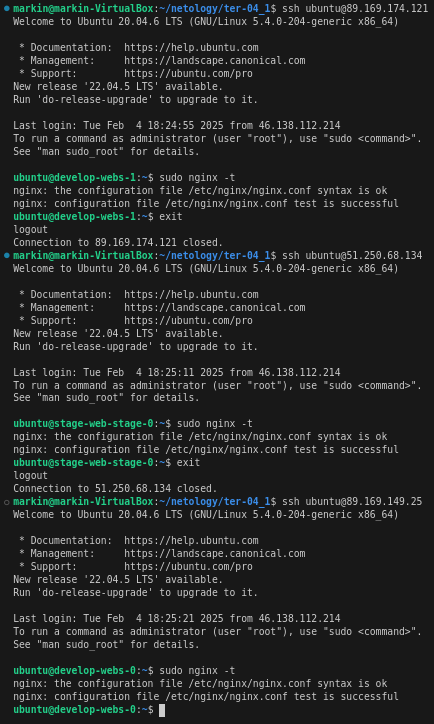 markin@markin-VirtualBox:~/netology/ter-04_1$ ssh ubuntu@89.169.174.121
Welcome to Ubuntu 20.04.6 LTS (GNU/Linux 5.4.0-204-generic x86_64)
* Documentation:  https://help.ubuntu.com
* Management:     https://landscape.canonical.com
* Support:        https://ubuntu.com/pro
New release '22.04.5 LTS' available.
Run 'do-release-upgrade' to upgrade to it.
Last login: Tue Feb  4 18:24:55 2025 from 46.138.112.214
To run a command as administrator (user "root"), use "sudo <command>".
See "man sudo_root" for details.
ubuntu@develop-webs-1:~$ sudo nginx -t
nginx: the configuration file /etc/nginx/nginx.conf syntax is ok
nginx: configuration file /etc/nginx/nginx.conf test is successful
ubuntu@develop-webs-1:~$ exit
logout
Connection to 89.169.174.121 closed.
markin@markin-VirtualBox:~/netology/ter-04_1$ ssh ubuntu@51.250.68.134
Welcome to Ubuntu 20.04.6 LTS (GNU/Linux 5.4.0-204-generic x86_64)
* Documentation:  https://help.ubuntu.com
* Management:     https://landscape.canonical.com
* Support:        https://ubuntu.com/pro
New release '22.04.5 LTS' available.
Run 'do-release-upgrade' to upgrade to it.
Last login: Tue Feb  4 18:25:11 2025 from 46.138.112.214
To run a command as administrator (user "root"), use "sudo <command>".
See "man sudo_root" for details.
ubuntu@stage-web-stage-0:~$ sudo nginx -t
nginx: the configuration file /etc/nginx/nginx.conf syntax is ok
nginx: configuration file /etc/nginx/nginx.conf test is successful
ubuntu@stage-web-stage-0:~$ exit
logout
Connection to 51.250.68.134 closed.
markin@markin-VirtualBox:~/netology/ter-04_1$ ssh ubuntu@89.169.149.25
Welcome to Ubuntu 20.04.6 LTS (GNU/Linux 5.4.0-204-generic x86_64)
* Documentation:  https://help.ubuntu.com
* Management:     https://landscape.canonical.com
* Support:        https://ubuntu.com/pro
New release '22.04.5 LTS' available.
Run 'do-release-upgrade' to upgrade to it.
Last login: Tue Feb  4 18:25:21 2025 from 46.138.112.214
To run a command as administrator (user "root"), use "sudo <command>".
See "man sudo_root" for details.
ubuntu@develop-webs-0:~$ sudo nginx -t
nginx: the configuration file /etc/nginx/nginx.conf syntax is ok
nginx: configuration file /etc/nginx/nginx.conf test is successful
ubuntu@develop-webs-0:~$